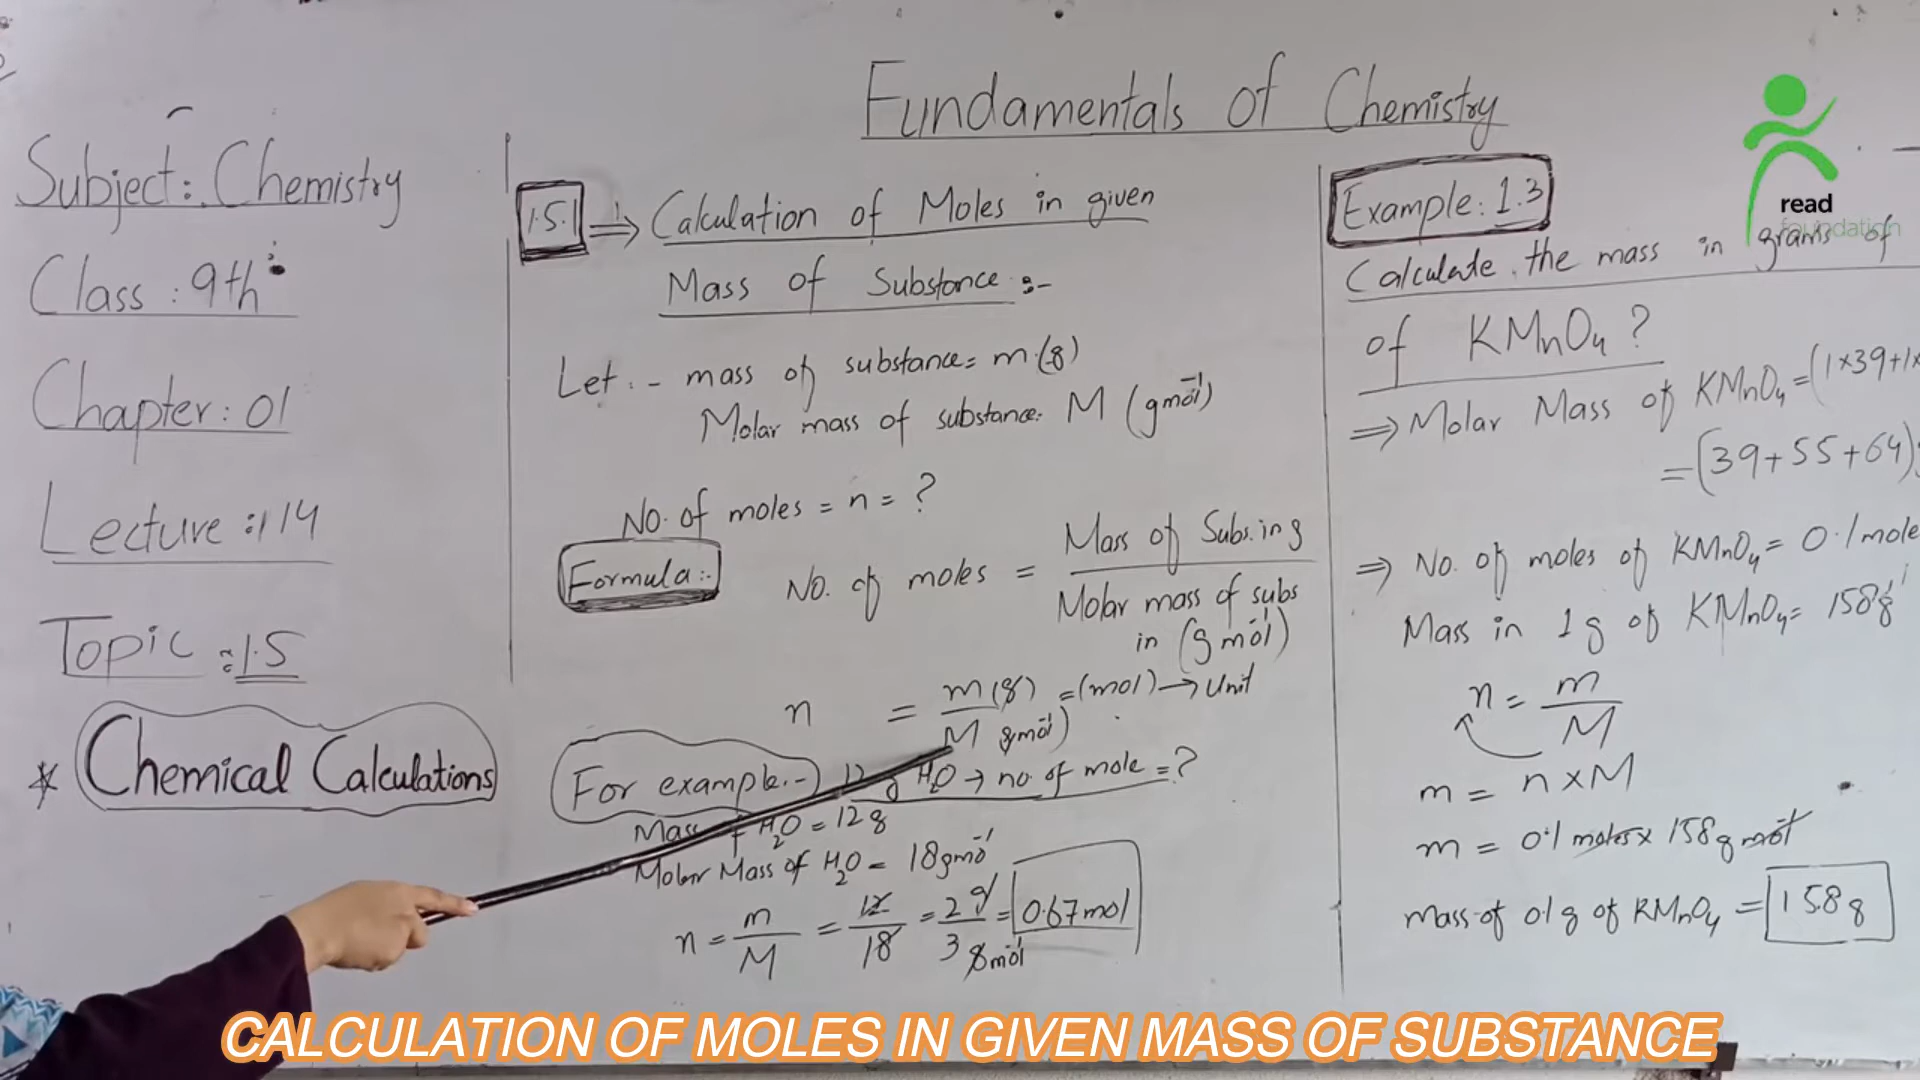 Fundamentals of Chemistry
Subject: Chemistry
Class: 9th
Chapter: 01
Lecture: 14
Topic: 1.5
* Chemical Calculations
1.5.1 ⇒ Calculation of Moles in given
Mass of Substance :-
Let :- mass of substance = m (g)
Molar mass of substance = M (gmol⁻¹)
No. of moles = n = ?
Formula:-
No. of moles = Mass of Subs. in g / Molar mass of subs in (g mol⁻¹)
n = m (g) / M gmol⁻¹) = (mol) → Unit
For example:- 12 g H₂O → no. of mole = ?
Mass of H₂O = 12 g
Molar Mass of H₂O = 18 gmol⁻¹
n = m/M = 12/18 = 2 g / 3 gmol⁻¹ = 0.67 mol
Example: 1.3
Calculate the mass in grams of
of KMnO₄ ?
⇒ Molar Mass of KMnO₄ = (1×39+1×
= (39+55+64)
⇒ No. of moles of KMnO₄ = 0.1 mole
Mass in 1 g of KMnO₄ = 158 g
n = m/M
m = n × M
m = 0.1 moles × 158 g mol⁻¹
mass of 0.1 g of KMnO₄ = 15.8 g
read
foundation
CALCULATION OF MOLES IN GIVEN MASS OF SUBSTANCE